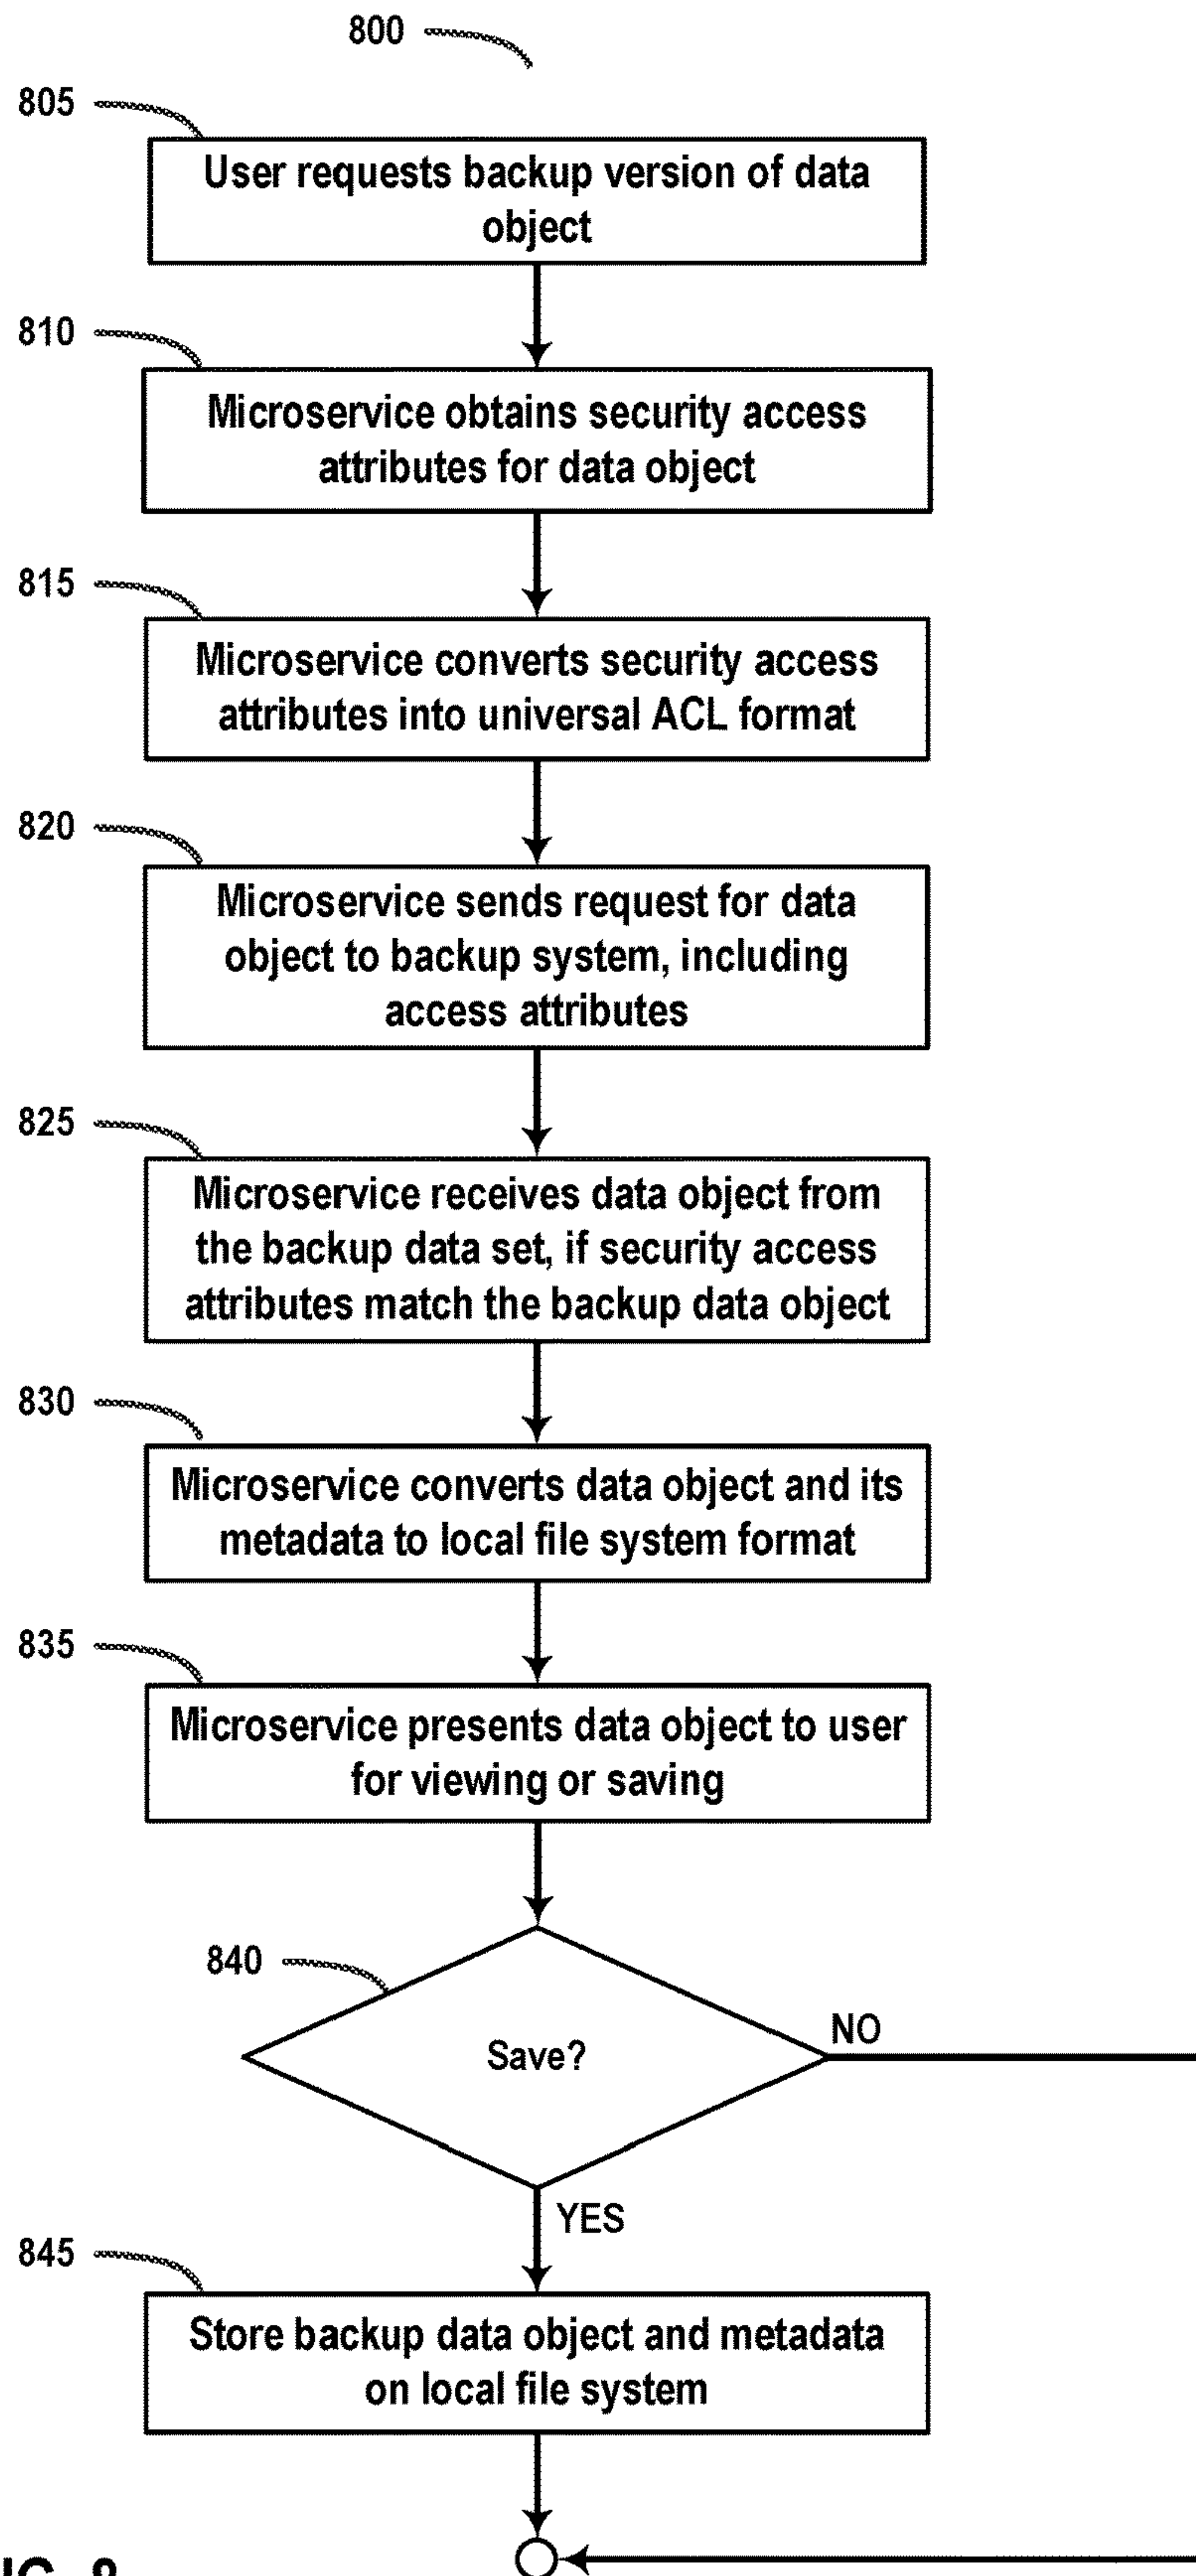 800
805
User requests backup version of data
object
810
Microservice obtains security access
attributes for data object
815
Microservice converts security access
attributes into universal ACL format
820
Microservice sends request for data
object to backup system, including
access attributes
825
Microservice receives data object from
the backup data set, if security access
attributes match the backup data object
830
Microservice converts data object and its
metadata to local file system format
835
Microservice presents data object to user
for viewing or saving
840
Save?
NO
YES
845
Store backup data object and metadata
on local file system